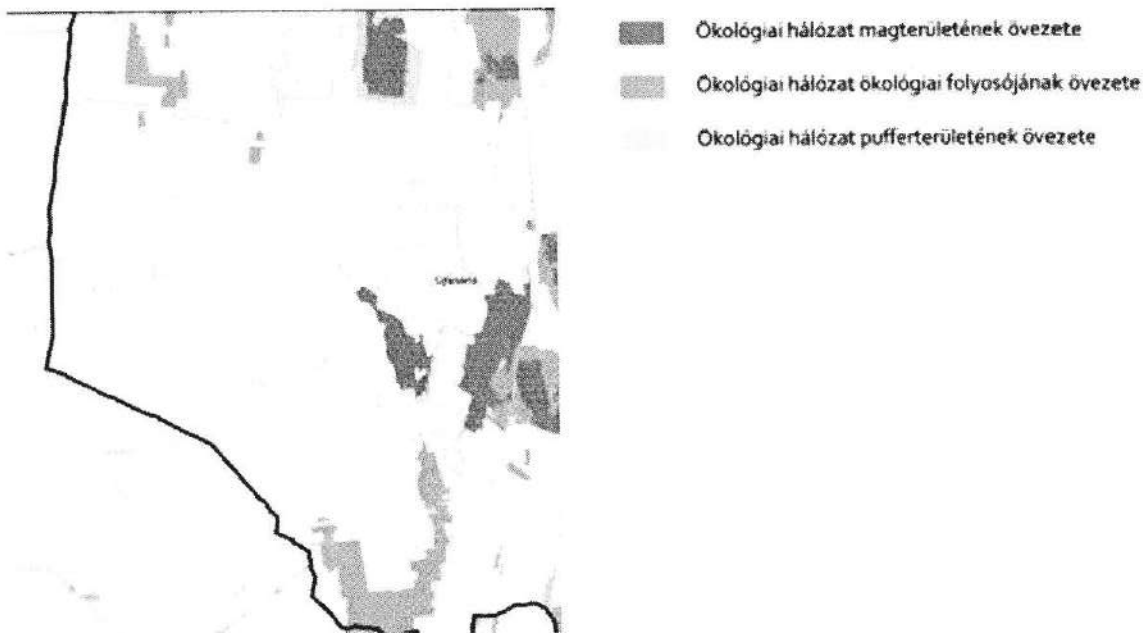 Ökológiai hálózat magterületének övezete
Ökológiai hálózat ökológiai folyosójának övezete
Ökológiai hálózat pufferterületének övezete